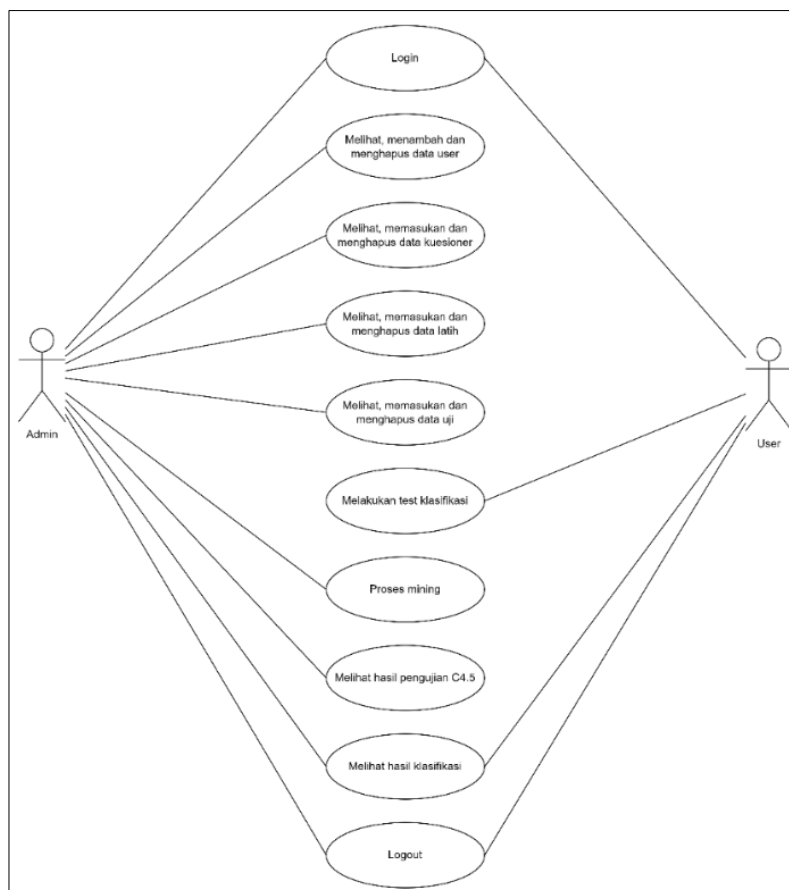 Login
Melihat, menambah dan
menghapus data user
Melihat, memasukan dan
menghapus data kuesioner
Melihat, memasukan dan
menghapus data latih
Melihat, memasukan dan
menghapus data uji
Admin
User
Melakukan test klasifikasi
Proses mining
Melihat hasil pengujian C4.5
Melihat hasil klasifikasi
Logout